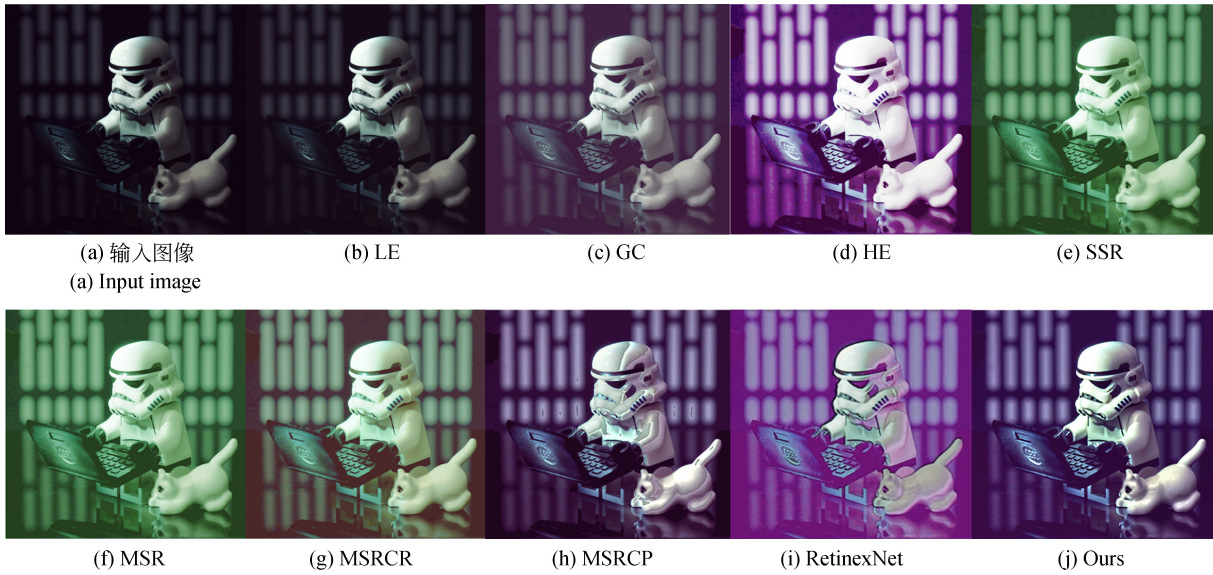 (a) 输入图像
(b) LE
(c) GC
(d) HE
(e) SSR
(a) Input image
(f) MSR
(g) MSRCR
(h) MSRCP
(i) RetinexNet
(j) Ours